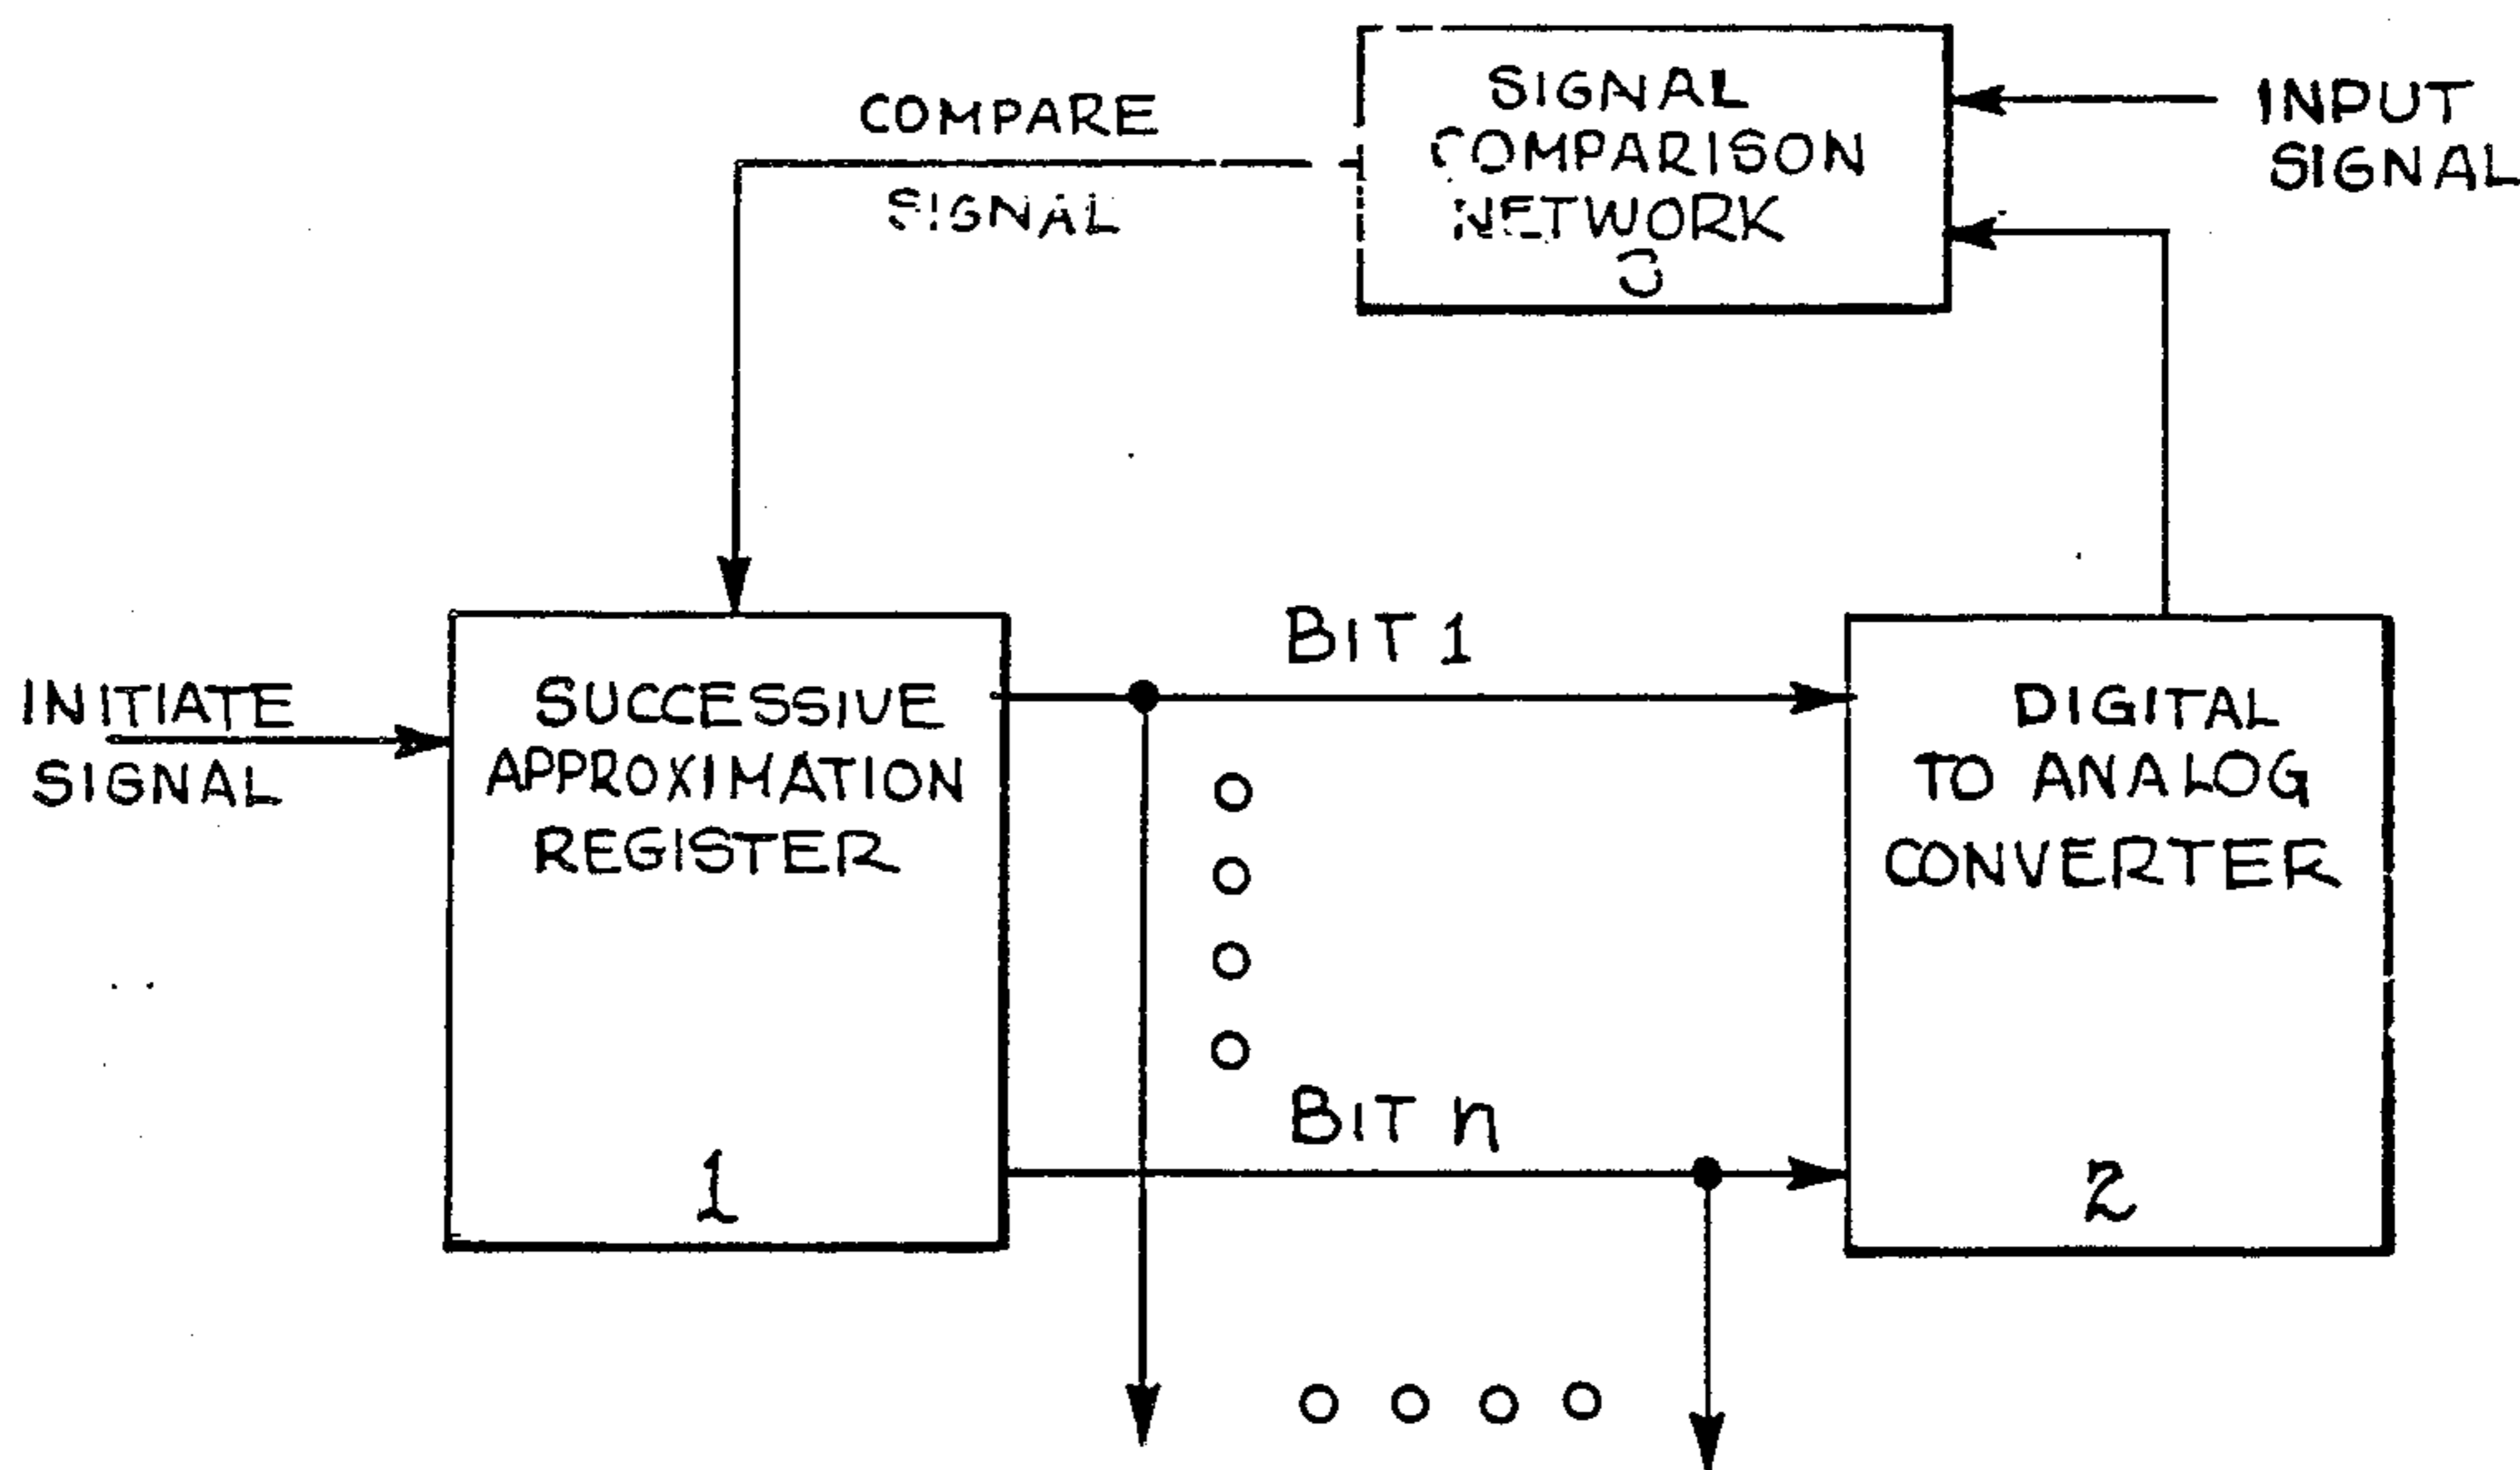 SIGNAL
COMPARISON
NETWORK
3
INPUT
SIGNAL
COMPARE
SIGNAL
INITIATE
SIGNAL
SUCCESSIVE
APPROXIMATION
REGISTER
1
BIT 1
BIT n
DIGITAL
TO ANALOG
CONVERTER
2